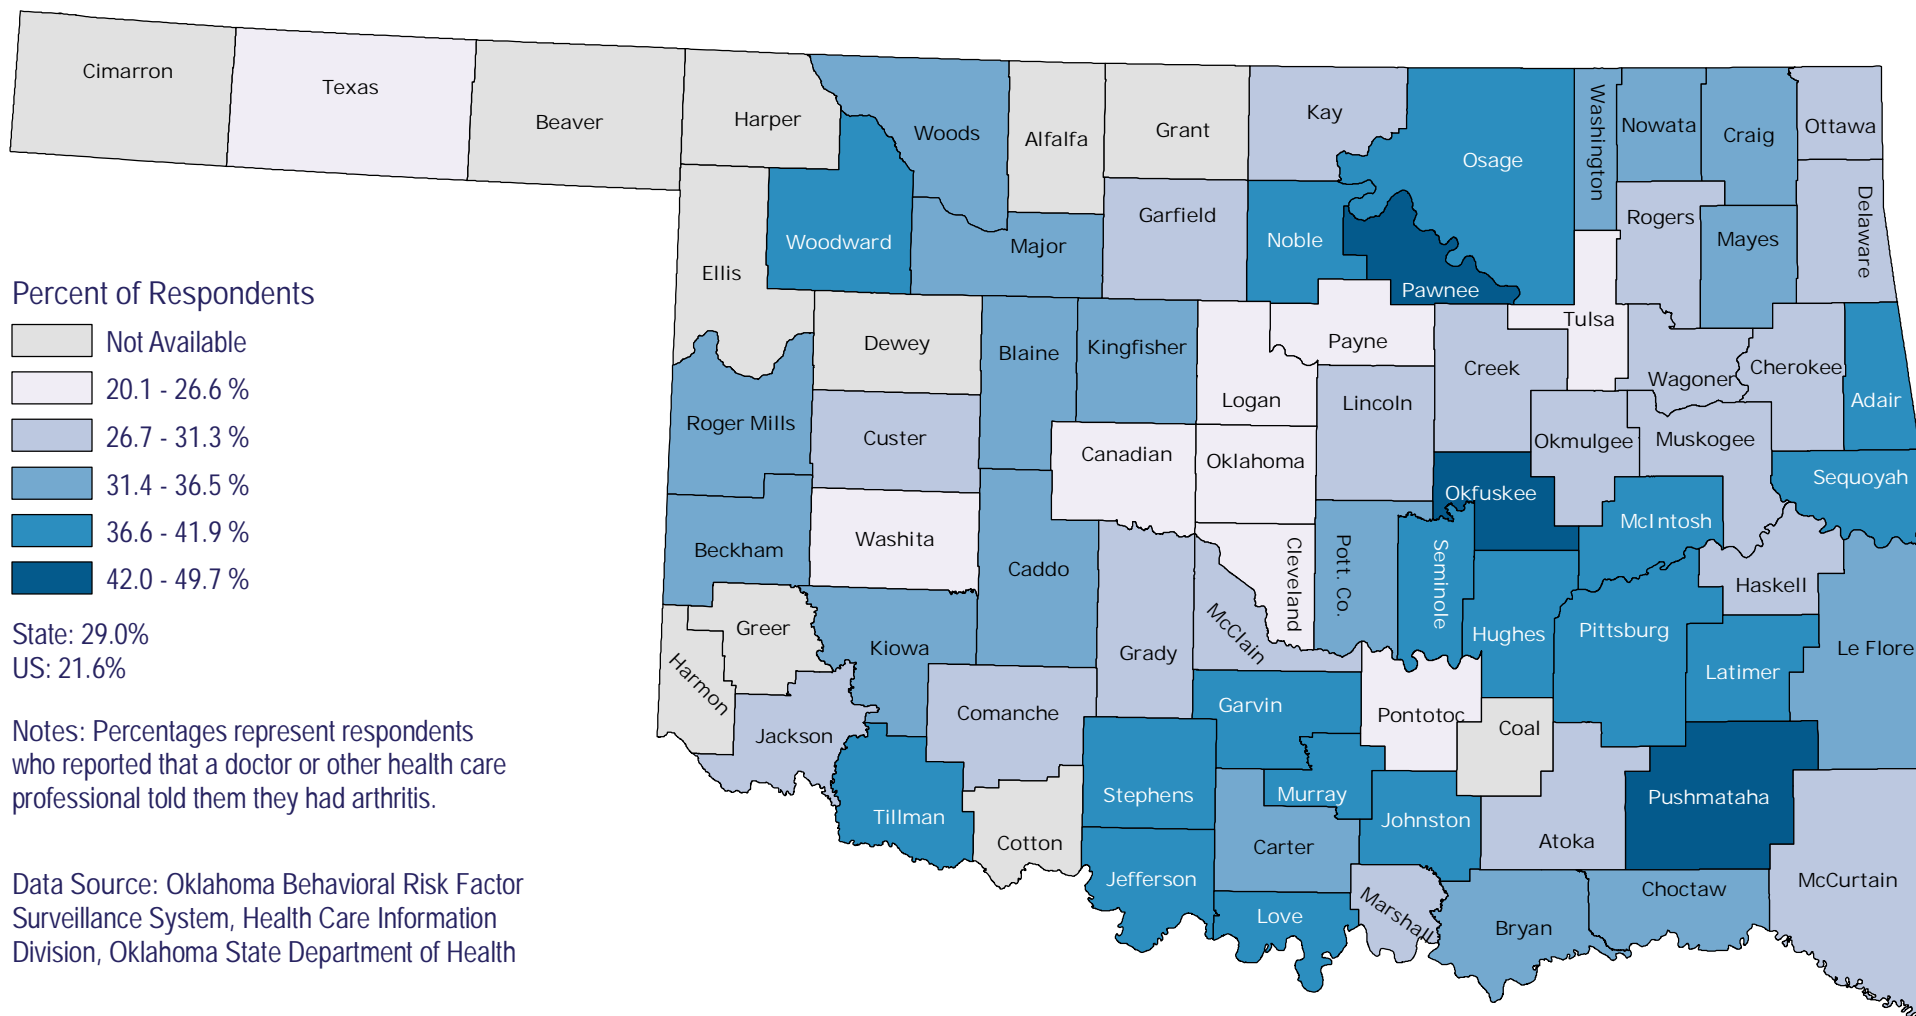 Cimarron
Texas
Beaver
Harper
Woods
Alfalfa
Grant
Kay
Osage
Washington
Nowata
Craig
Ottawa
Woodward
Ellis
Major
Garfield
Noble
Pawnee
Rogers
Mayes
Delaware
Percent of Respondents
Not Available
20.1 - 26.6 %
26.7 - 31.3 %
31.4 - 36.5 %
36.6 - 41.9 %
42.0 - 49.7 %
State: 29.0%
US: 21.6%
Notes: Percentages represent respondents
who reported that a doctor or other health care
professional told them they had arthritis.
Data Source: Oklahoma Behavioral Risk Factor
Surveillance System, Health Care Information
Division, Oklahoma State Department of Health
Dewey
Blaine
Kingfisher
Logan
Payne
Tulsa
Creek
Wagoner
Cherokee
Adair
Roger Mills
Custer
Canadian
Oklahoma
Lincoln
Okmulgee
Muskogee
Sequoyah
Okfuskee
McIntosh
Beckham
Washita
Caddo
Cleveland
Pott. Co.
Seminole
Haskell
Greer
Kiowa
Grady
McClain
Hughes
Pittsburg
Latimer
Le Flore
Harmon
Jackson
Comanche
Garvin
Pontotoc
Coal
Tillman
Stephens
Murray
Johnston
Atoka
Pushmataha
Cotton
Carter
Jefferson
Love
Marshall
Bryan
Choctaw
McCurtain